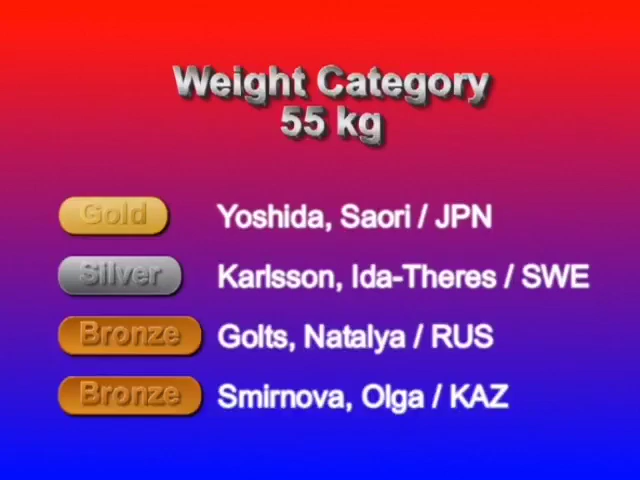 Weight Category
55 kg
Gold Yoshida, Saori / JPN
Silver Karlsson, Ida-Theres / SWE
Bronze Golts, Natalya / RUS
Bronze Smirnova, Olga / KAZ